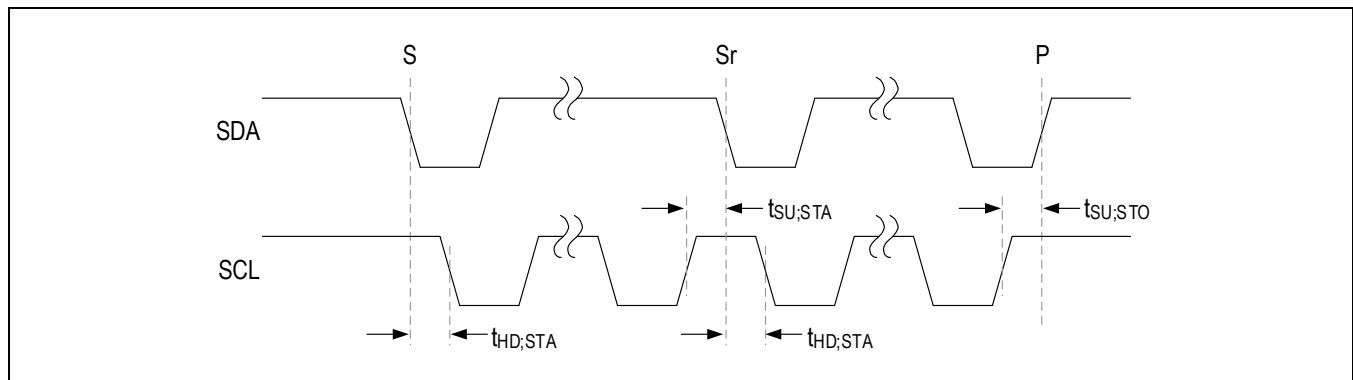 S Sr P
SDA
tSU;STA tSU;STO
SCL
tHD;STA tHD;STA